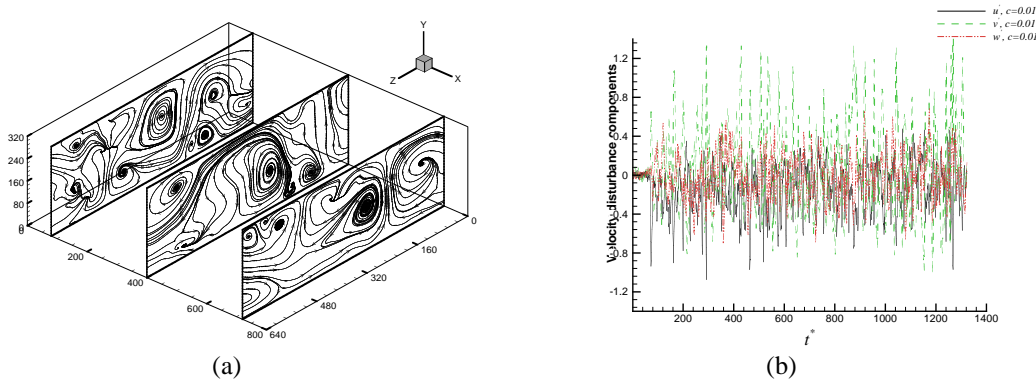 Y
Z
X
320
240
160
80
0
0
200
400
600
800
640
480
320
160
0
(a)
u', c=0.01
v', c=0.01
w', c=0.01
Velocity disturbance components
1.2
0.8
0.4
0
-0.4
-0.8
-1.2
200
400
600
800
1000
1200
1400
t*
(b)